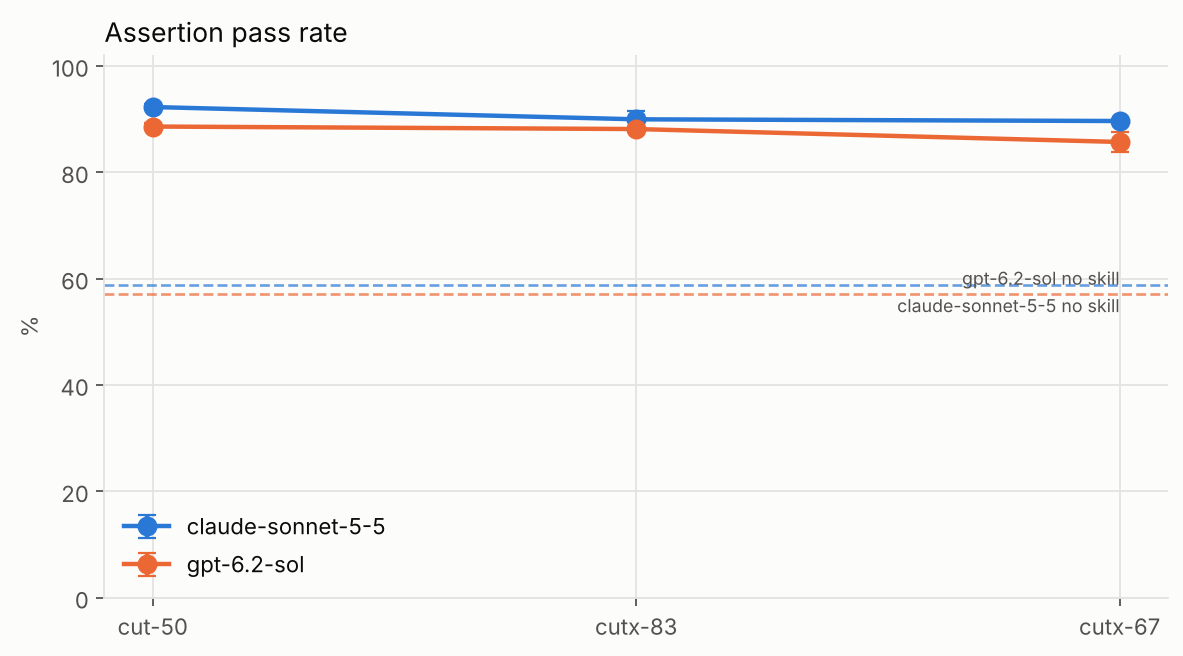 Assertion pass rate
100
80
60
40
20
0
%
gpt-6.2-sol no skill
claude-sonnet-5-5 no skill
claude-sonnet-5-5
gpt-6.2-sol
cut-50
cutx-83
cutx-67